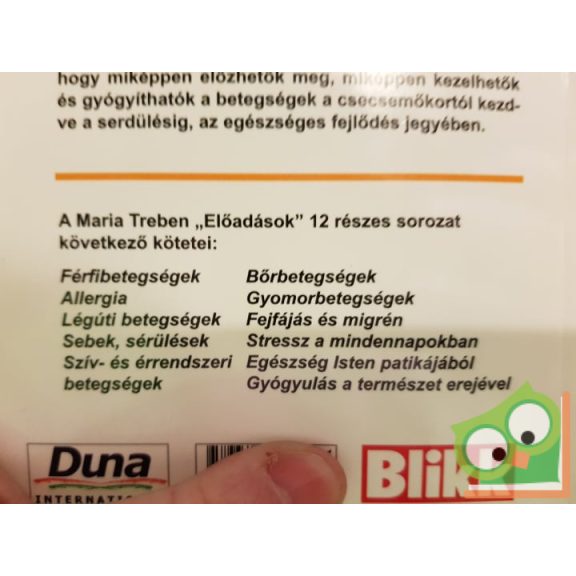 hogy miképpen előzhetők meg, miképpen kezelhetők
és gyógyíthatók a betegségek a csecsemőkortól kezd-
ve a serdülésig, az egészséges fejlődés jegyében.
A Maria Treben „Előadások” 12 részes sorozat
következő kötetei:
Férfibetegségek
Allergia
Légúti betegségek
Sebek, sérülések
Szív- és érrendszeri
betegségek
Bőrbetegségek
Gyomorbetegségek
Fejfájás és migrén
Stressz a mindennapokban
Egészség Isten patikájából
Gyógyulás a természet erejével
Duna
Blikk